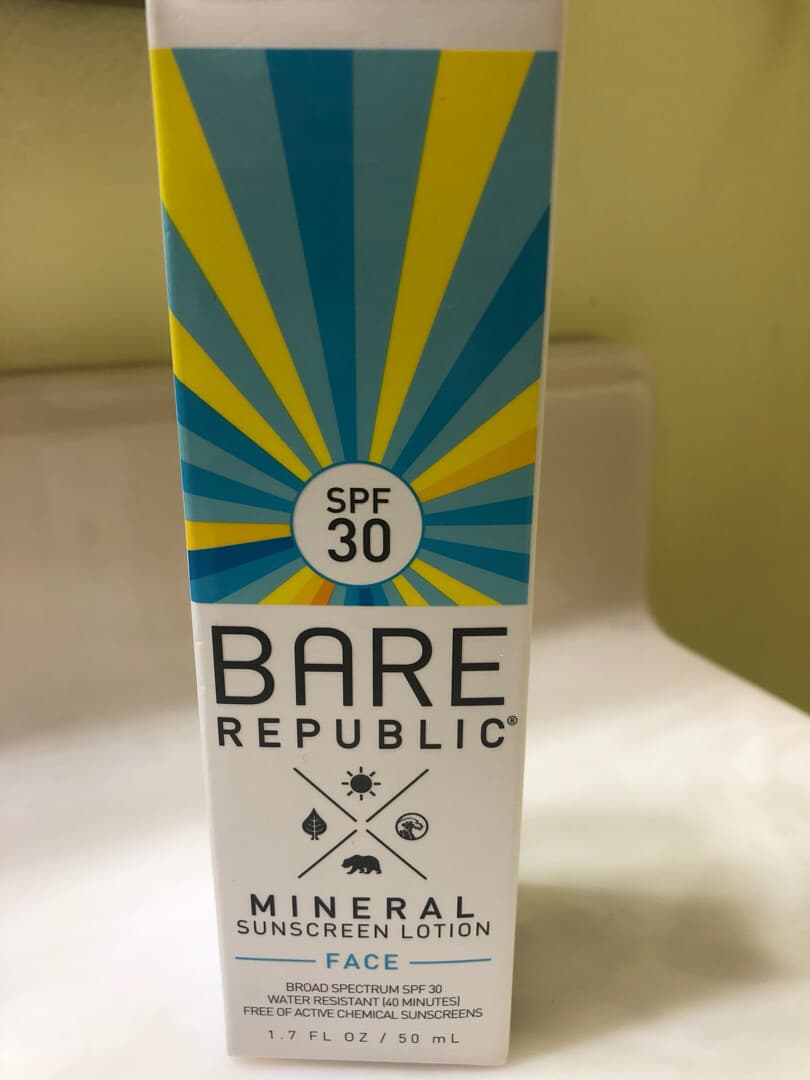 SPF
30
BARE
REPUBLIC®
MINERAL
SUNSCREEN LOTION
FACE
BROAD SPECTRUM SPF 30
WATER RESISTANT (40 MINUTES)
FREE OF ACTIVE CHEMICAL SUNSCREENS
1.7 FL OZ / 50 mL